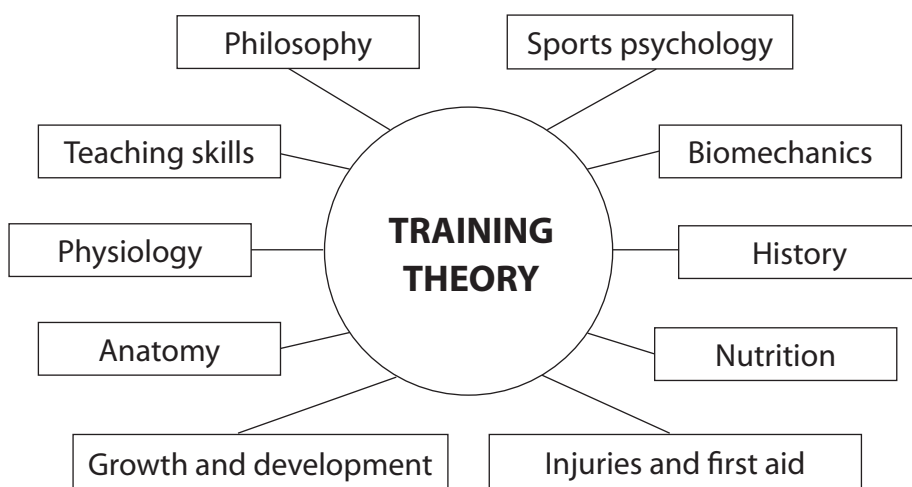 Philosophy
Sports psychology
Teaching skills
Biomechanics
Physiology
TRAINING
THEORY
History
Anatomy
Nutrition
Growth and development
Injuries and first aid